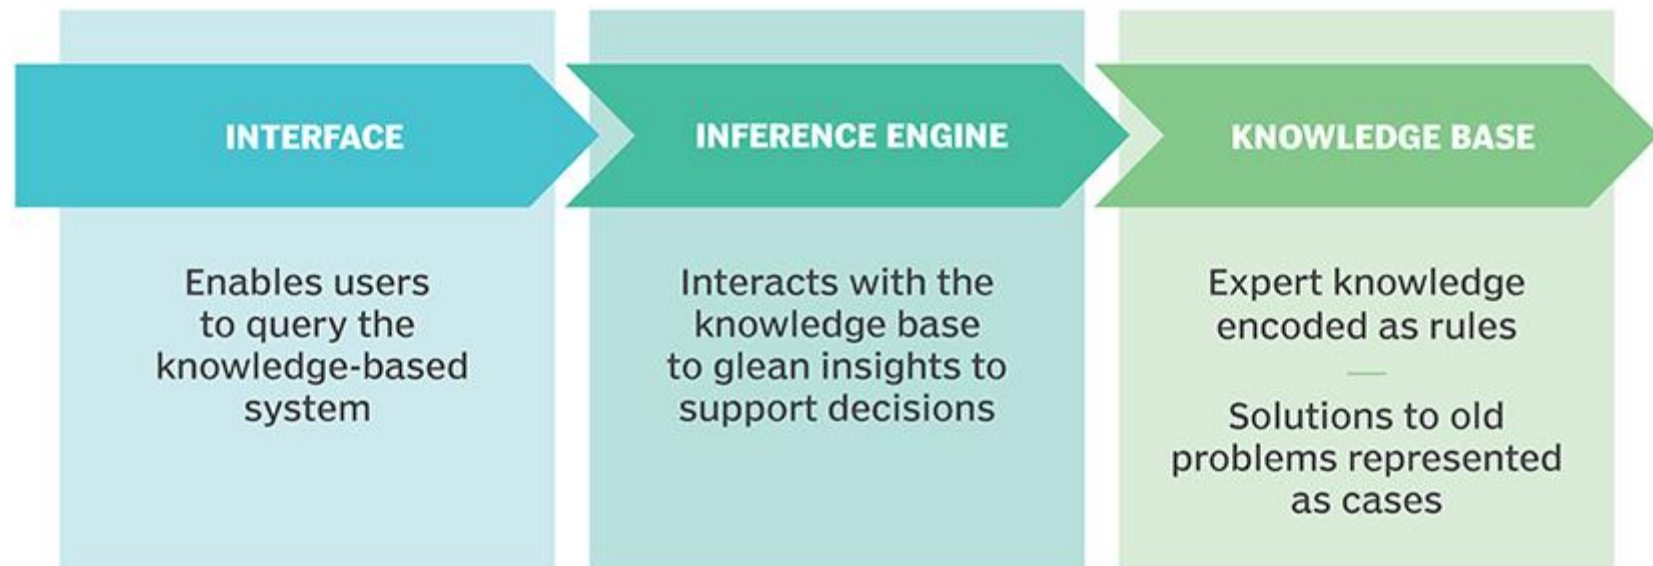 INTERFACE
Enables users
to query the
knowledge-based
system
INFERENCE ENGINE
Interacts with the
knowledge base
to glean insights to
support decisions
KNOWLEDGE BASE
Expert knowledge
encoded as rules
Solutions to old
problems represented
as cases